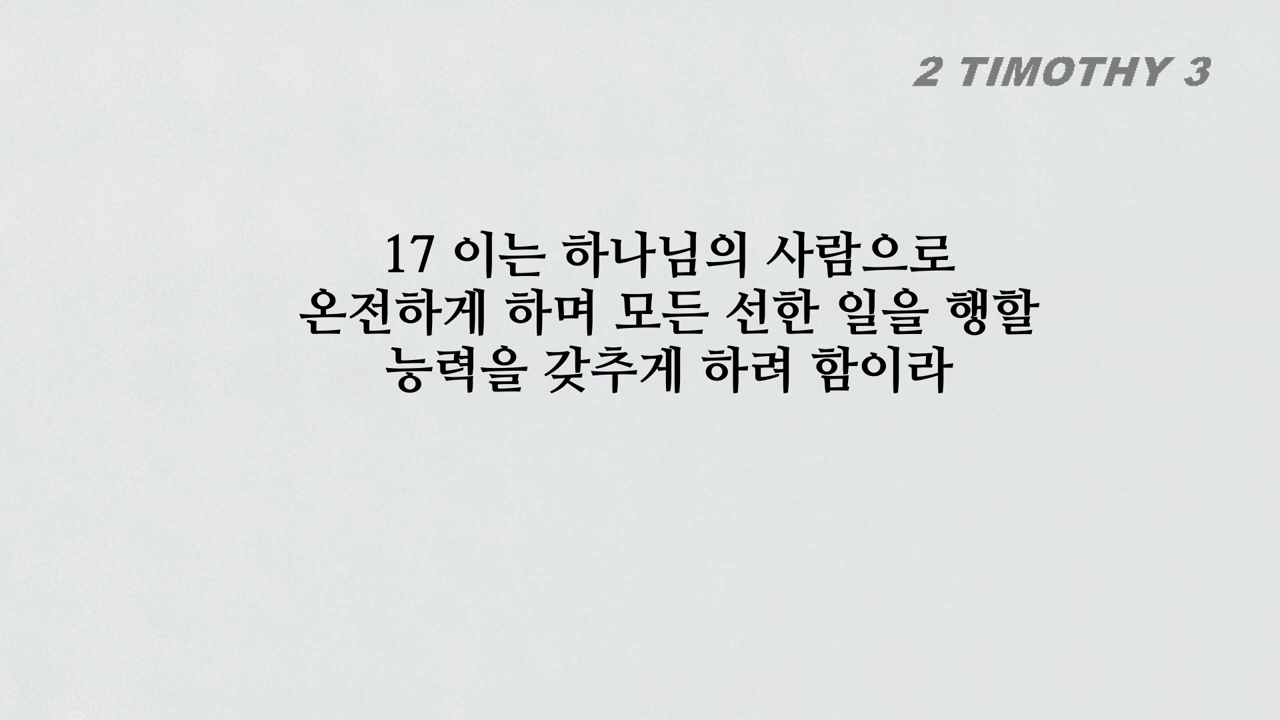 2 TIMOTHY 3
17 이는 하나님의 사람으로
온전하게 하며 모든 선한 일을 행할
능력을 갖추게 하려 함이라